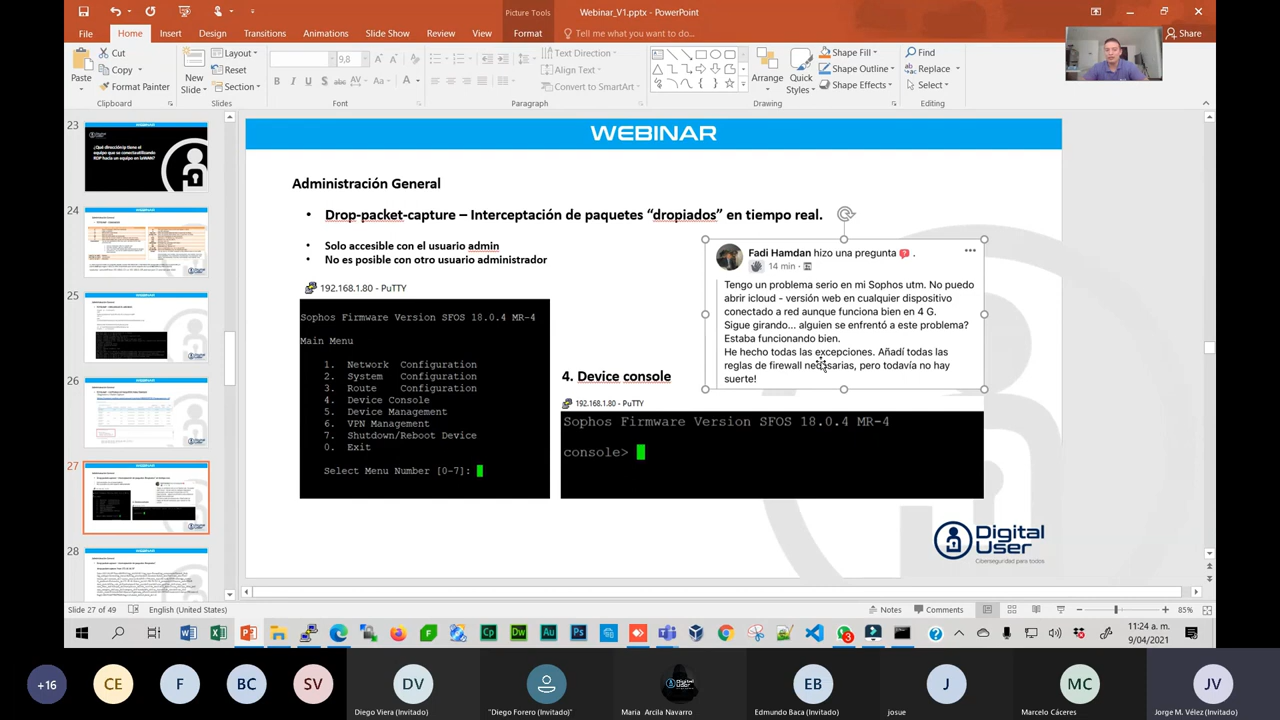 Picture Tools
Webinar_V1.pptx - PowerPoint
File
Home
Insert
Design
Transitions
Animations
Slide Show
Review
View
Format
Tell me what you want to do...
Share
Paste
Cut
Copy
Format Painter
Clipboard
New
Slide
Layout
Reset
Section
Slides
9.8
Font
Text Direction
Align Text
Convert to SmartArt
Paragraph
Arrange
Quick
Styles
Shape Fill
Shape Outline
Shape Effects
Drawing
Find
Replace
Select
Editing
23
24
25
26
27
28
WEBINAR
Administración General
• Drop-packet-capture – Interceptación de paquetes “dropiados” en tiempo real.
• Solo accesible con el usuario admin
• No es posible con otro usuario administrador
192.168.1.80 - PuTTY
Sophos Firmware Version SFOS 18.0.4 MR-4
Main Menu
1. Network Configuration
2. System Configuration
3. Route Configuration
4. Device Console
5. Device Management
6. VPN Management
7. Shutdown/Reboot Device
0. Exit
Select Menu Number [0-7]:
Fadi Hamdan hizo una pregunta .
14 min ·
Tengo un problema serio en mi Sophos utm. No puedo
abrir icloud - versión web en cualquier dispositivo
conectado a red aunque funciona bien en 4 G.
Sigue girando... alguien se enfrentó a este problema?
Estaba funcionando bien.
He hecho todas las excepciones. Añadí todas las
reglas de firewall necesarias, pero todavía no hay
suerte!
4. Device console
192.168.1.80 - PuTTY
Sophos Firmware Version SFOS 18.0.4 MR-4
console>
Digital
User
Ciberseguridad para todos
Slide 27 of 49
English (United States)
Notes
Comments
85%
11:24 a. m.
9/04/2021
+16
CE
F
BC
SV
DV
Diego Viera (Invitado)
"Diego Forero (Invitado)"
Digital
User
Maria Arcila Navarro
EB
Edmundo Baca (Invitado)
J
josue
MC
Marcelo Cáceres
JV
Jorge M. Vélez (Invitado)